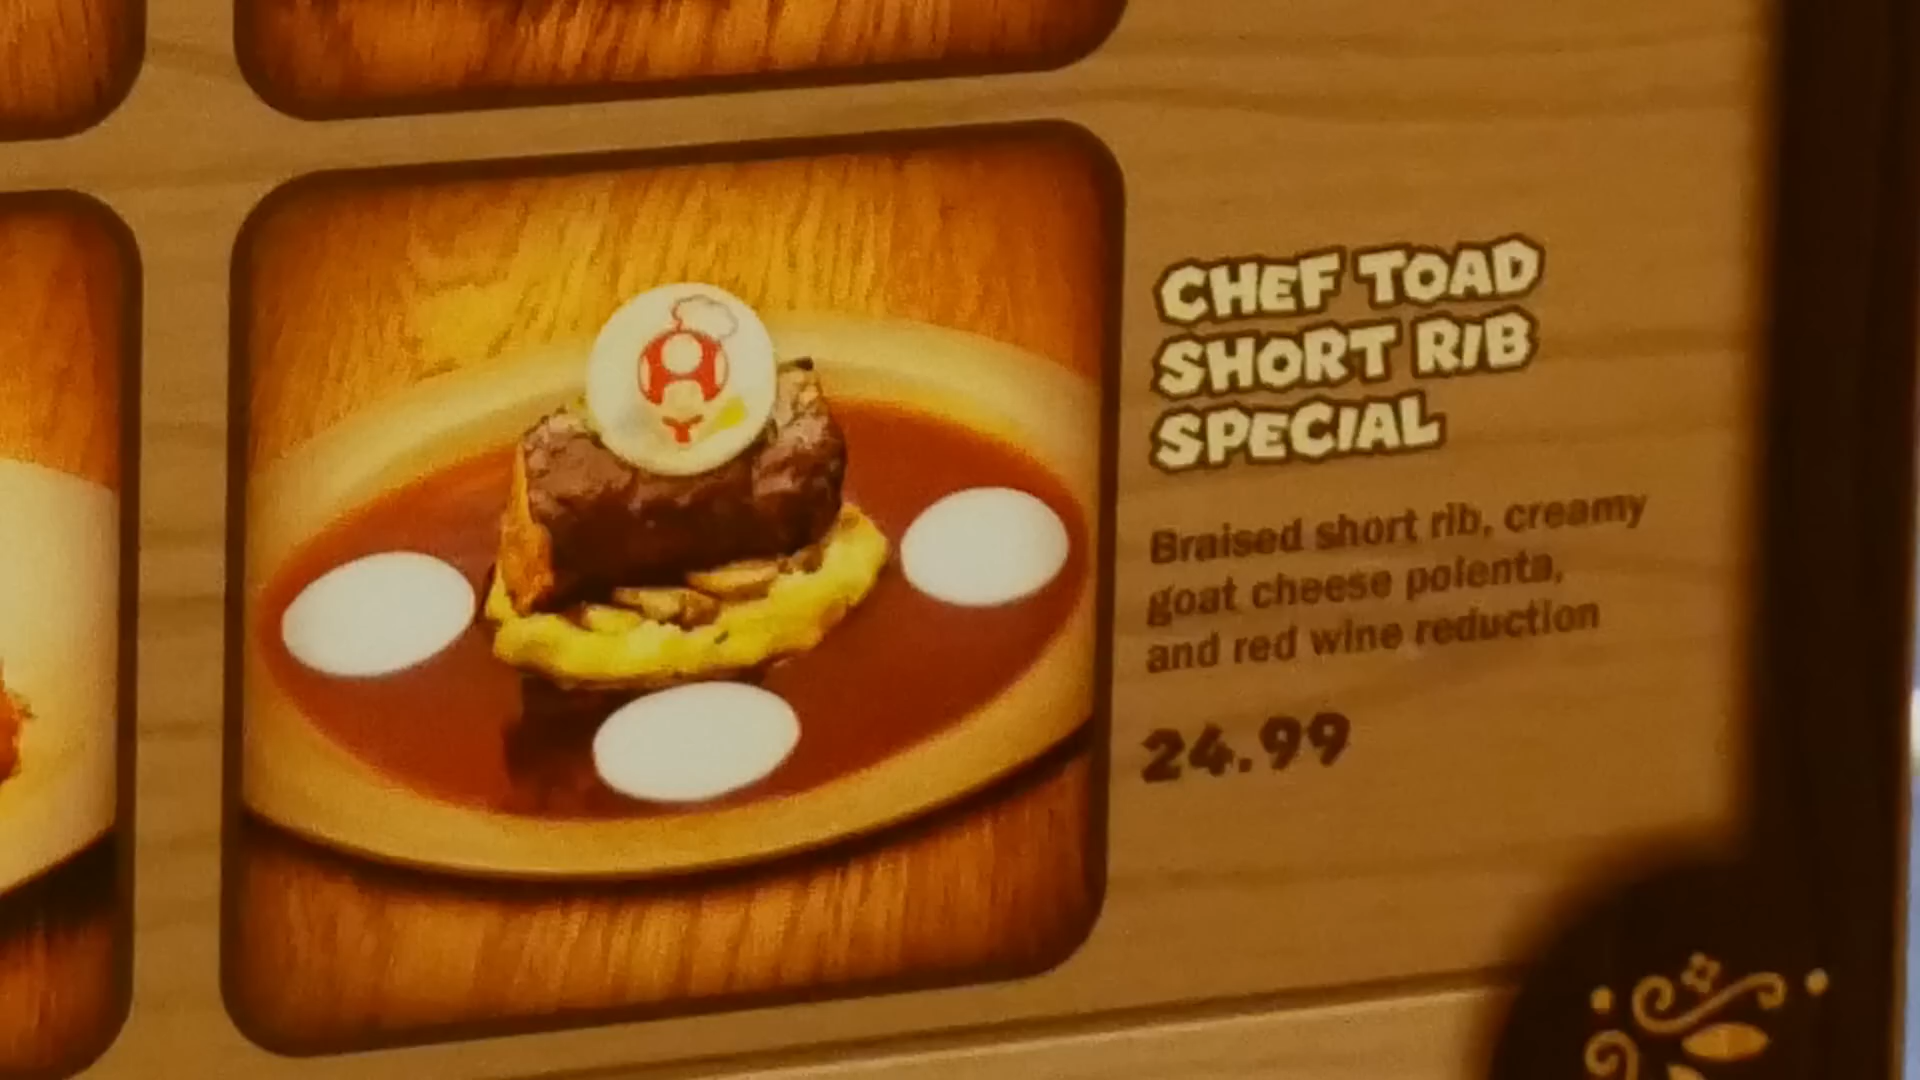 CHEF TOAD
SHORT RIB
SPECIAL
Braised short rib, creamy
goat cheese polenta,
and red wine reduction
24.99